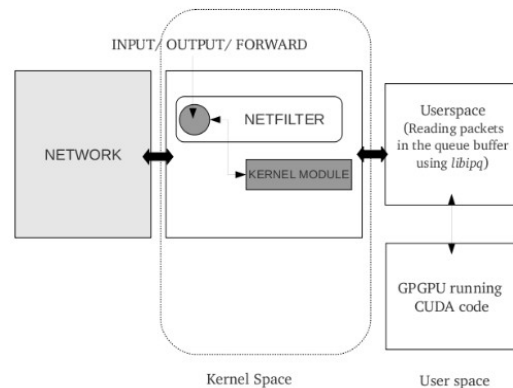 INPUT/ OUTPUT/ FORWARD
NETWORK
NETFILTER
KERNEL MODULE
Userspace
(Reading packets
in the queue buffer
using libipq)
GPGPU running
CUDA code
Kernel Space
User space